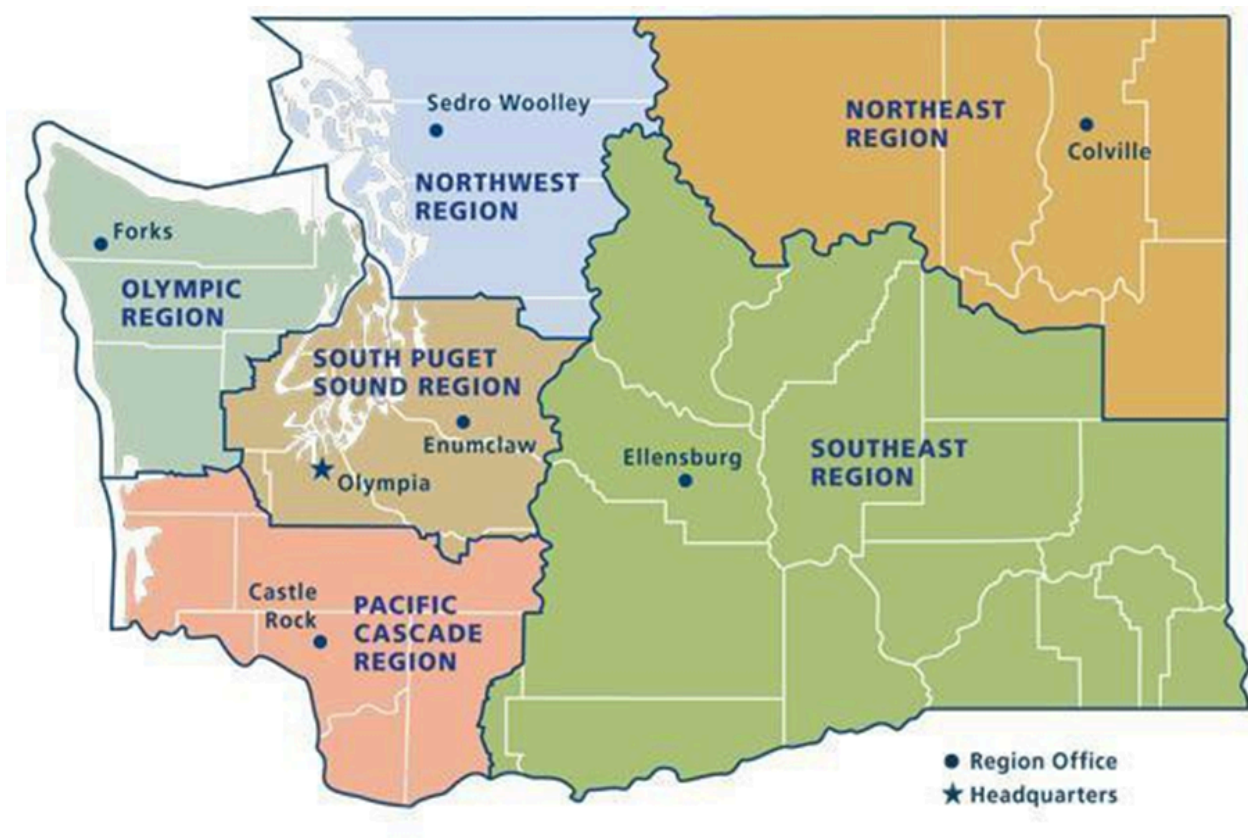 Sedro Woolley
NORTHWEST
REGION
NORTHEAST
REGION
Colville
Forks
OLYMPIC
REGION
SOUTH PUGET
SOUND REGION
Enumclaw
Olympia
Ellensburg
SOUTHEAST
REGION
Castle
Rock
PACIFIC
CASCADE
REGION
Region Office
Headquarters